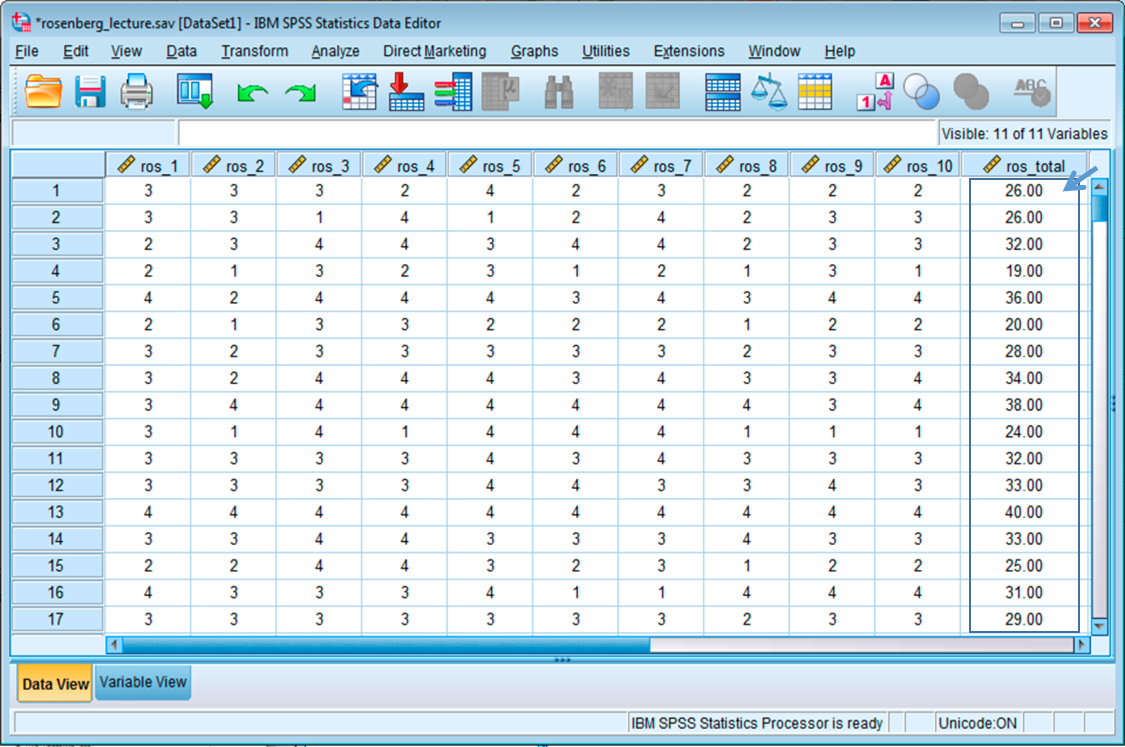 *rosenberg_lecture.sav [DataSet1] - IBM SPSS Statistics Data Editor
File Edit View Data Transform Analyze Direct Marketing Graphs Utilities Extensions Window Help
1 A μ ABC
Visible: 11 of 11 Variables
ros_1 ros_2 ros_3 ros_4 ros_5 ros_6 ros_7 ros_8 ros_9 ros_10 ros_total
1 3 3 3 2 4 2 3 2 2 2 26.00
2 3 3 1 4 1 2 4 2 3 3 26.00
3 2 3 4 4 3 4 4 2 3 3 32.00
4 2 1 3 2 3 1 2 1 3 1 19.00
5 4 2 4 4 4 3 4 3 4 4 36.00
6 2 1 3 3 2 2 2 1 2 2 20.00
7 3 2 3 3 3 3 3 2 3 3 28.00
8 3 2 4 4 4 3 4 3 3 4 34.00
9 3 4 4 4 4 4 4 4 3 4 38.00
10 3 1 4 1 4 4 4 1 1 1 24.00
11 3 3 3 3 4 3 4 3 3 3 32.00
12 3 3 3 3 4 4 3 3 4 3 33.00
13 4 4 4 4 4 4 4 4 4 4 40.00
14 3 3 4 4 3 3 3 4 3 3 33.00
15 2 2 4 4 3 2 3 1 2 2 25.00
16 4 3 3 3 4 1 1 4 4 4 31.00
17 3 3 3 3 3 3 3 2 3 3 29.00
Data View Variable View
IBM SPSS Statistics Processor is ready Unicode:ON